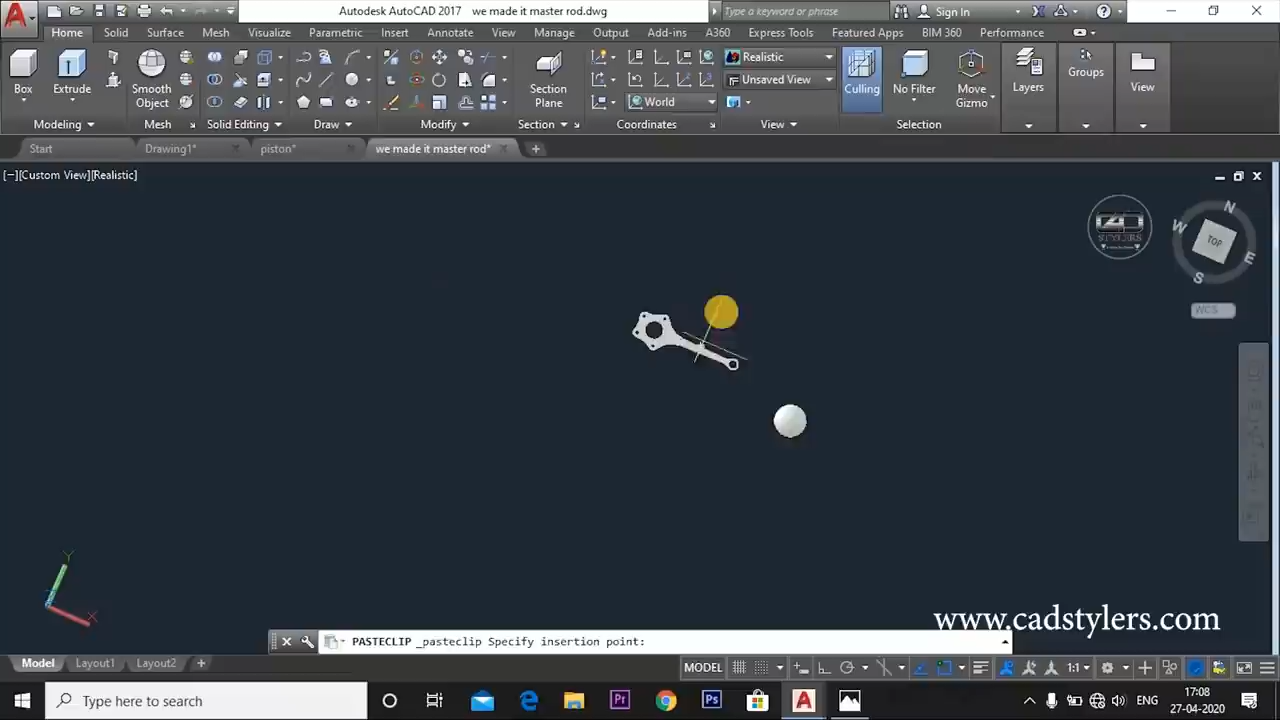 Autodesk AutoCAD 2017 we made it master rod.dwg
Type a keyword or phrase
Sign In
Home Solid Surface Mesh Visualize Parametric Insert Annotate View Manage Output Add-ins A360 Express Tools Featured Apps BIM 360 Performance
Realistic
Unsaved View
World
Box Extrude Smooth Object Section Plane Culling No Filter Move Gizmo Layers Groups View
Modeling Mesh Solid Editing Draw Modify Section Coordinates View Selection
Start Drawing1* piston* we made it master rod*
[−][Custom View][Realistic]
N
W
TOP
E
S
STYLERS
WCS
Y
X
www.cadstylers.com
PASTECLIP _pasteclip Specify insertion point:
Model Layout1 Layout2
MODEL
1:1
Type here to search
Pr
Ps
A
ENG
17:08
27-04-2020